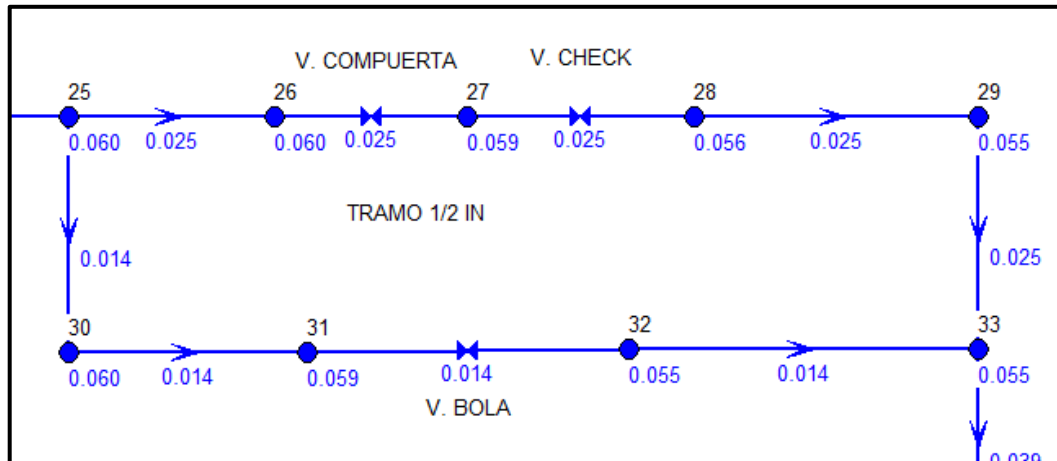 V. COMPUERTA V. CHECK
25 26 27 28 29
0.060 0.025 0.060 0.025 0.059 0.025 0.056 0.025 0.055
TRAMO 1/2 IN
0.014 0.025
30 31 32 33
0.060 0.014 0.059 0.014 0.055 0.014 0.055
V. BOLA